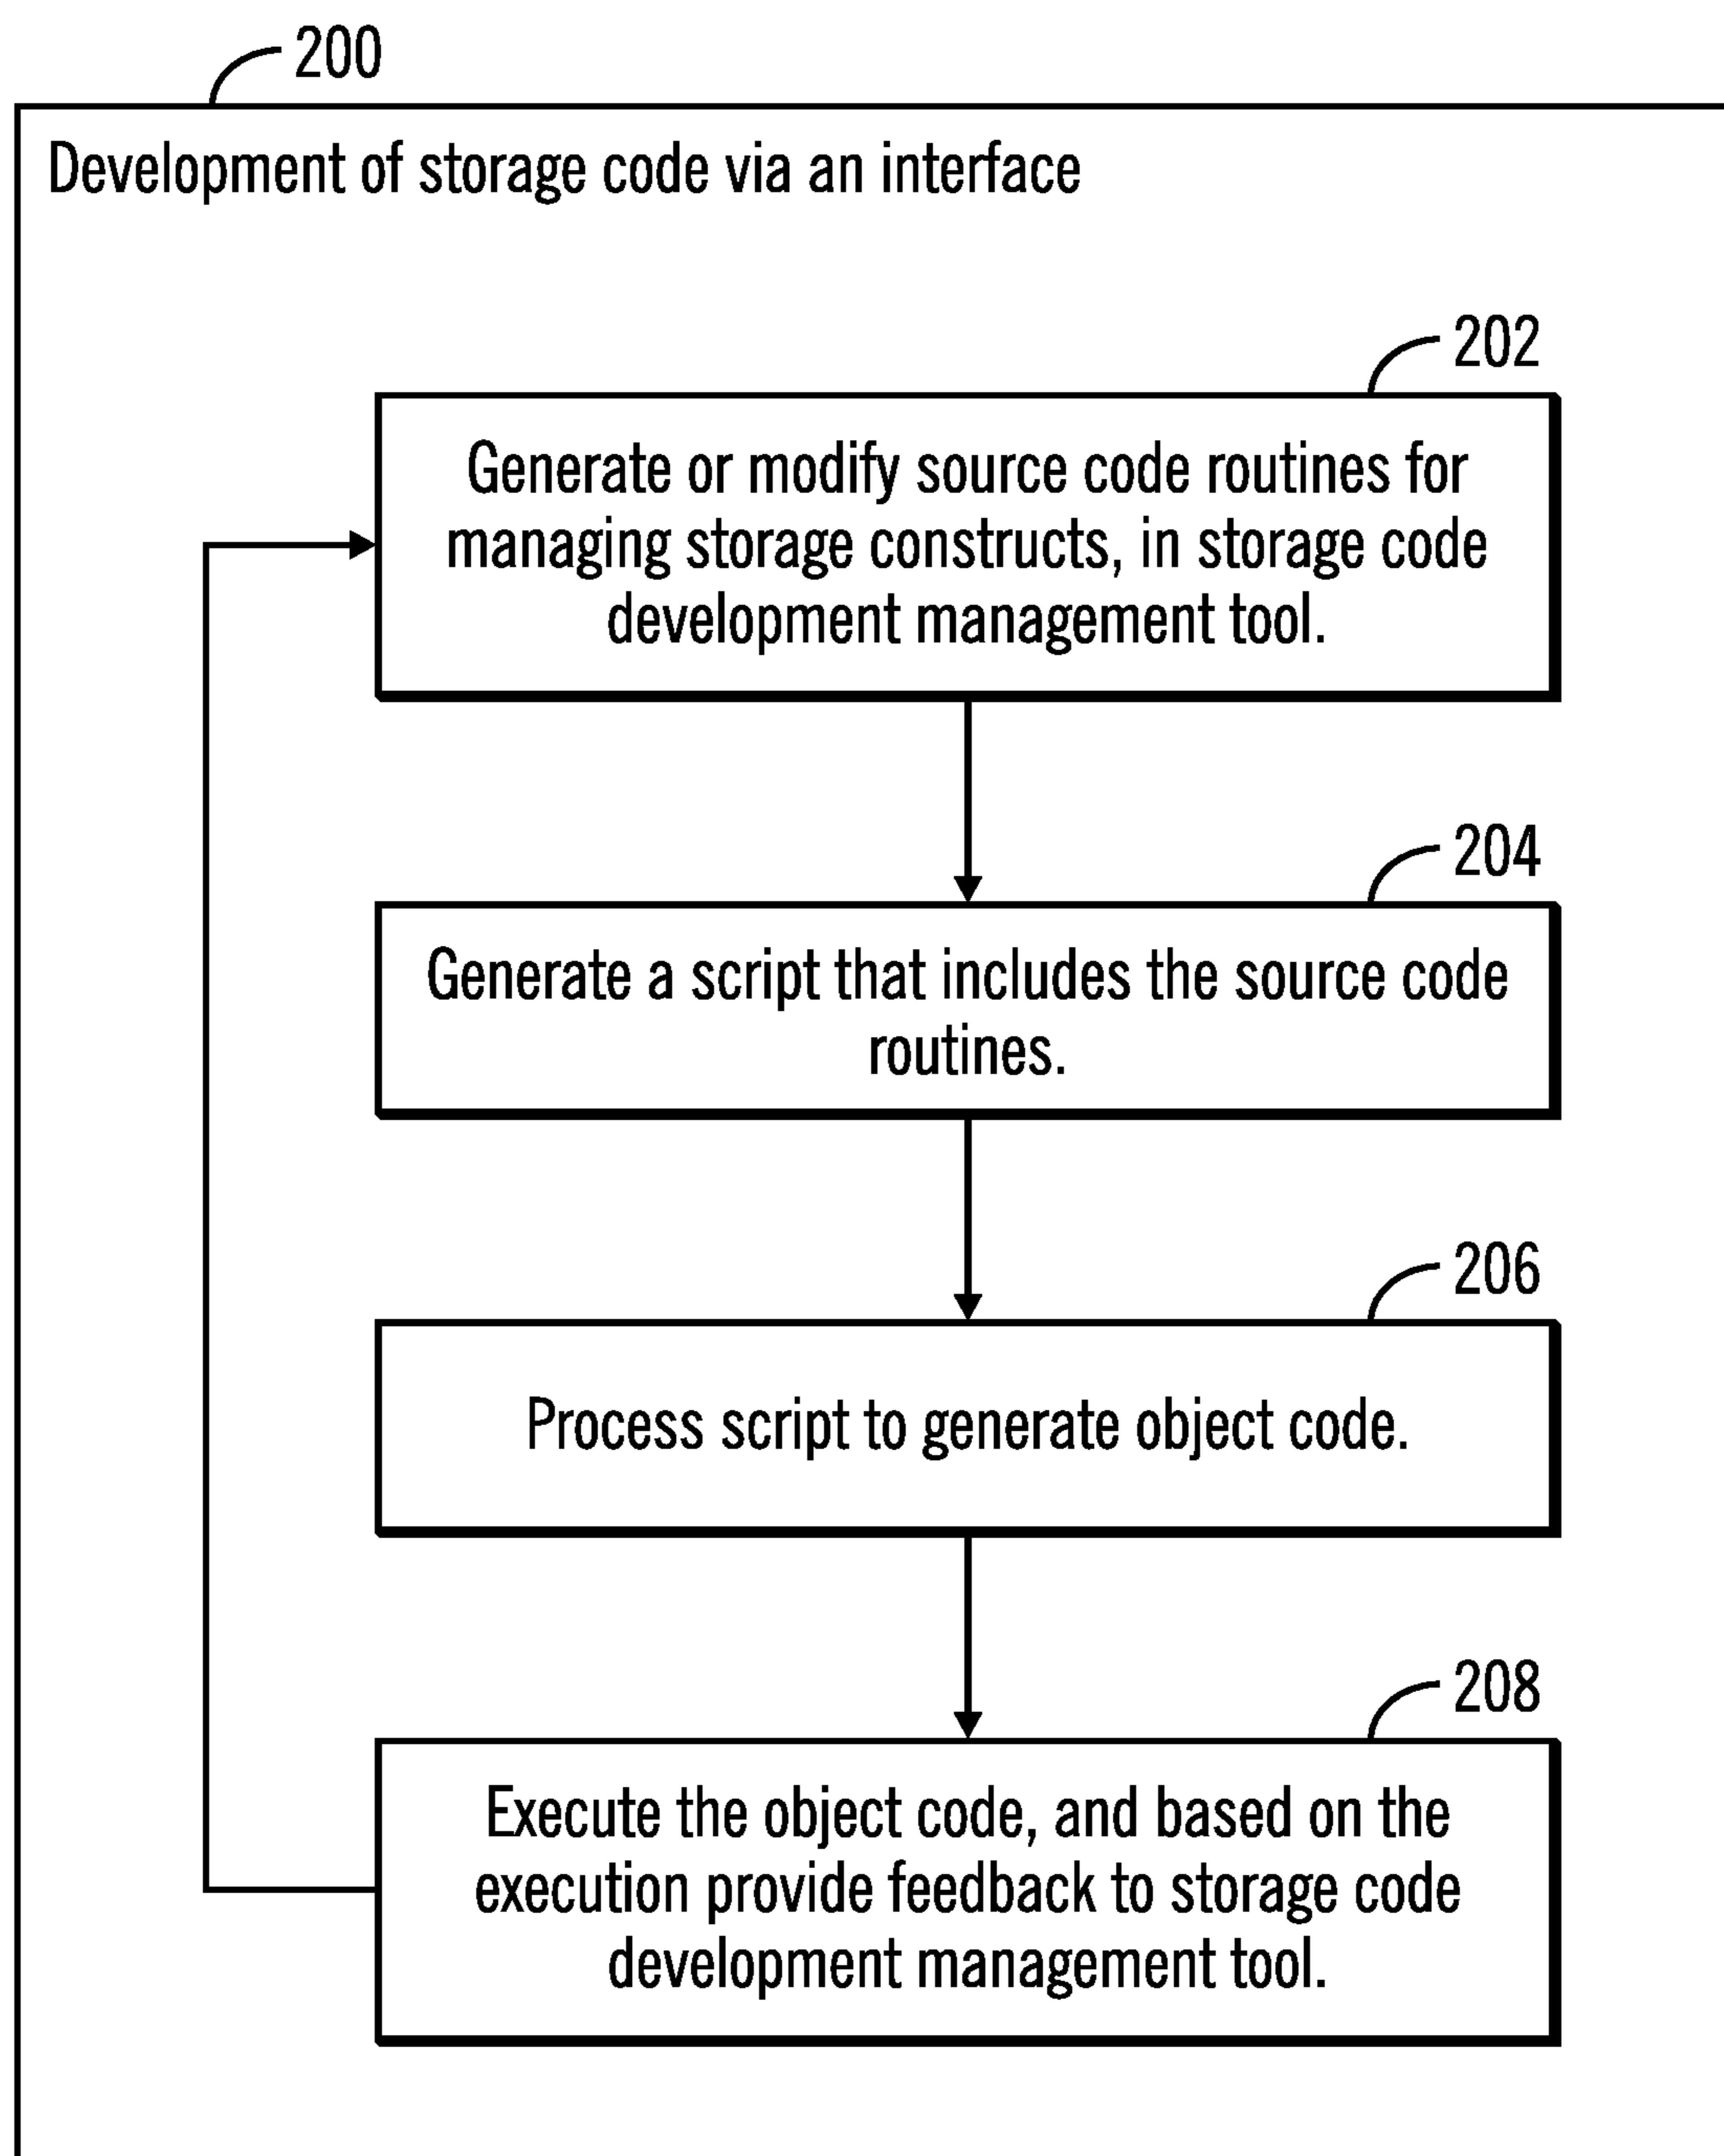 200
Development of storage code via an interface
202
Generate or modify source code routines for
managing storage constructs, in storage code
development management tool.
204
Generate a script that includes the source code
routines.
206
Process script to generate object code.
208
Execute the object code, and based on the
execution provide feedback to storage code
development management tool.